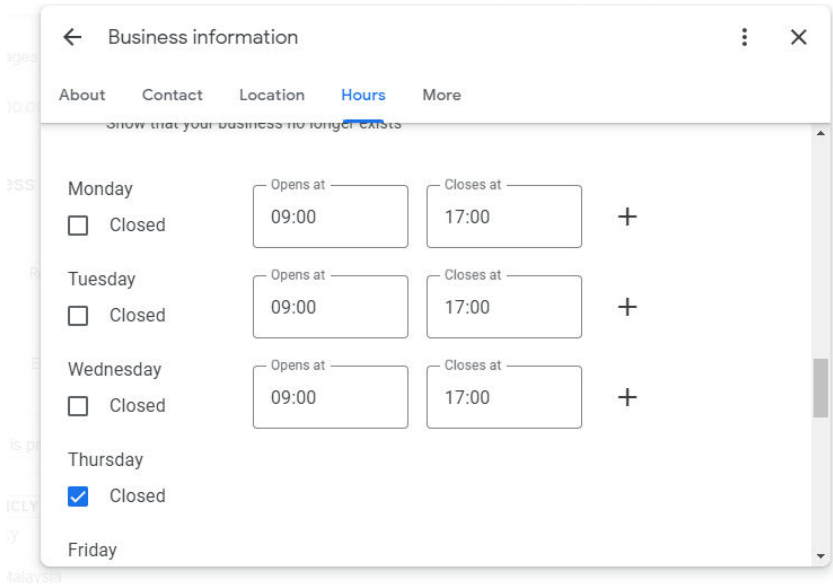 Business information
About Contact Location Hours More
Show that your business no longer exists
Monday
Opens at Closes at
Closed 09:00 17:00 +
Tuesday
Opens at Closes at
Closed 09:00 17:00 +
Wednesday
Opens at Closes at
Closed 09:00 17:00 +
Thursday
Closed
Friday
Malaysia